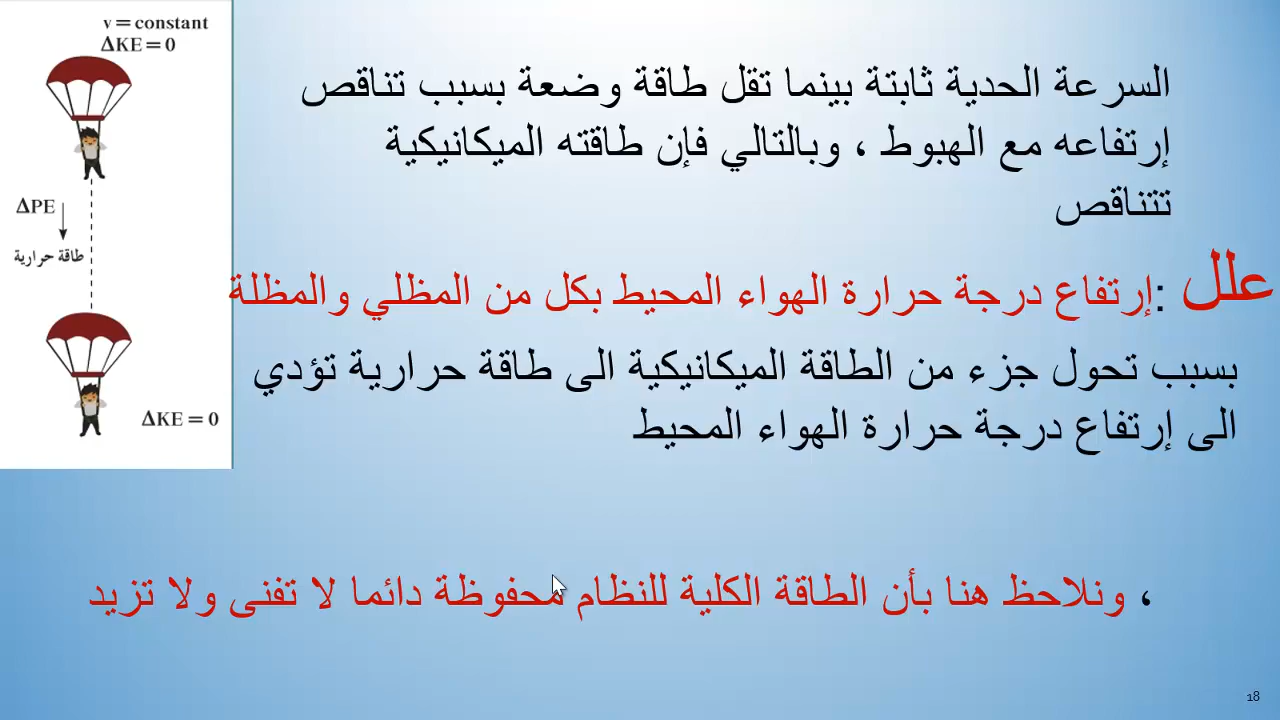 v = constant
ΔKE = 0
ΔPE
طاقة حرارية
ΔKE = 0
السرعة الحدية ثابتة بينما تقل طاقة وضعة بسبب تناقص
إرتفاعه مع الهبوط ، وبالتالي فإن طاقته الميكانيكية
تتناقص
علل :إرتفاع درجة حرارة الهواء المحيط بكل من المظلي والمظلة
بسبب تحول جزء من الطاقة الميكانيكية الى طاقة حرارية تؤدي
الى إرتفاع درجة حرارة الهواء المحيط
، ونلاحظ هنا بأن الطاقة الكلية للنظام محفوظة دائما لا تفنى ولا تزيد
18